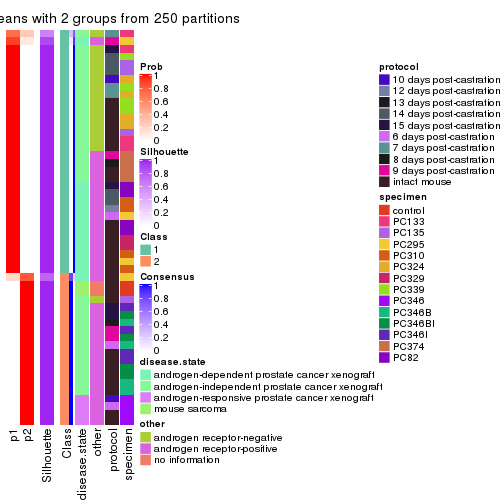 eans with 2 groups from 250 partitions
Prob
1
0.8
0.6
0.4
0.2
0
Silhouette
1
0.8
0.6
0.4
0.2
0
Class
1
2
Consensus
1
0.8
0.6
0.4
0.2
0
disease.state
androgen-dependent prostate cancer xenograft
androgen-independent prostate cancer xenograft
androgen-responsive prostate cancer xenograft
mouse sarcoma
other
androgen receptor-negative
androgen receptor-positive
no information
protocol
10 days post-castration
12 days post-castration
13 days post-castration
14 days post-castration
15 days post-castration
6 days post-castration
7 days post-castration
8 days post-castration
9 days post-castration
intact mouse
specimen
control
PC133
PC135
PC295
PC310
PC324
PC329
PC339
PC346
PC346B
PC346BI
PC346I
PC374
PC82
p1
p2
Silhouette
Class
disease.state
other
protocol
specimen